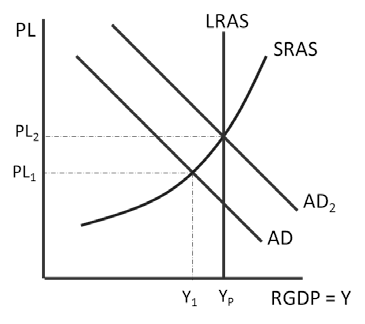 PL
LRAS
SRAS
PL₂
PL₁
AD₂
AD
Y₁
Yₚ
RGDP = Y